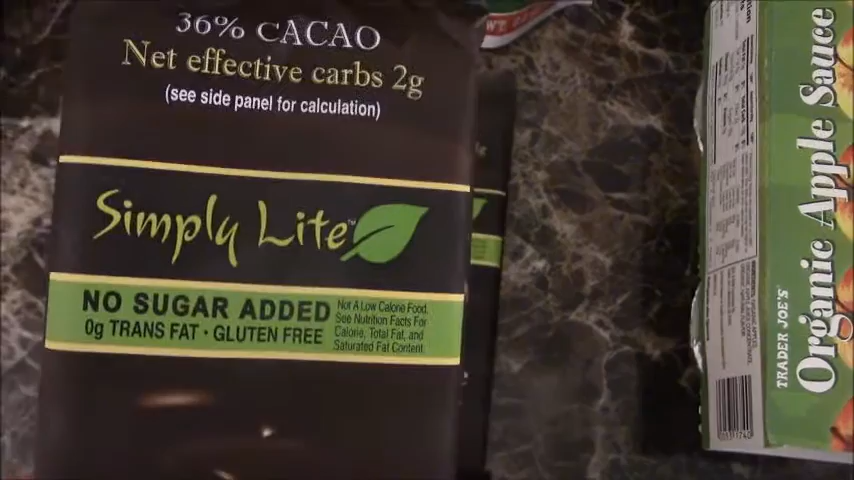 36% CACAO
Net effective carbs 2g
(see side panel for calculation)
Simply Lite™
NO SUGAR ADDED
0g TRANS FAT · GLUTEN FREE
Not A Low Calorie Food.
See Nutrition Facts For
Calorie, Total Fat, and
Saturated Fat Content.
TRADER JOE'S
Organic Apple Sauce